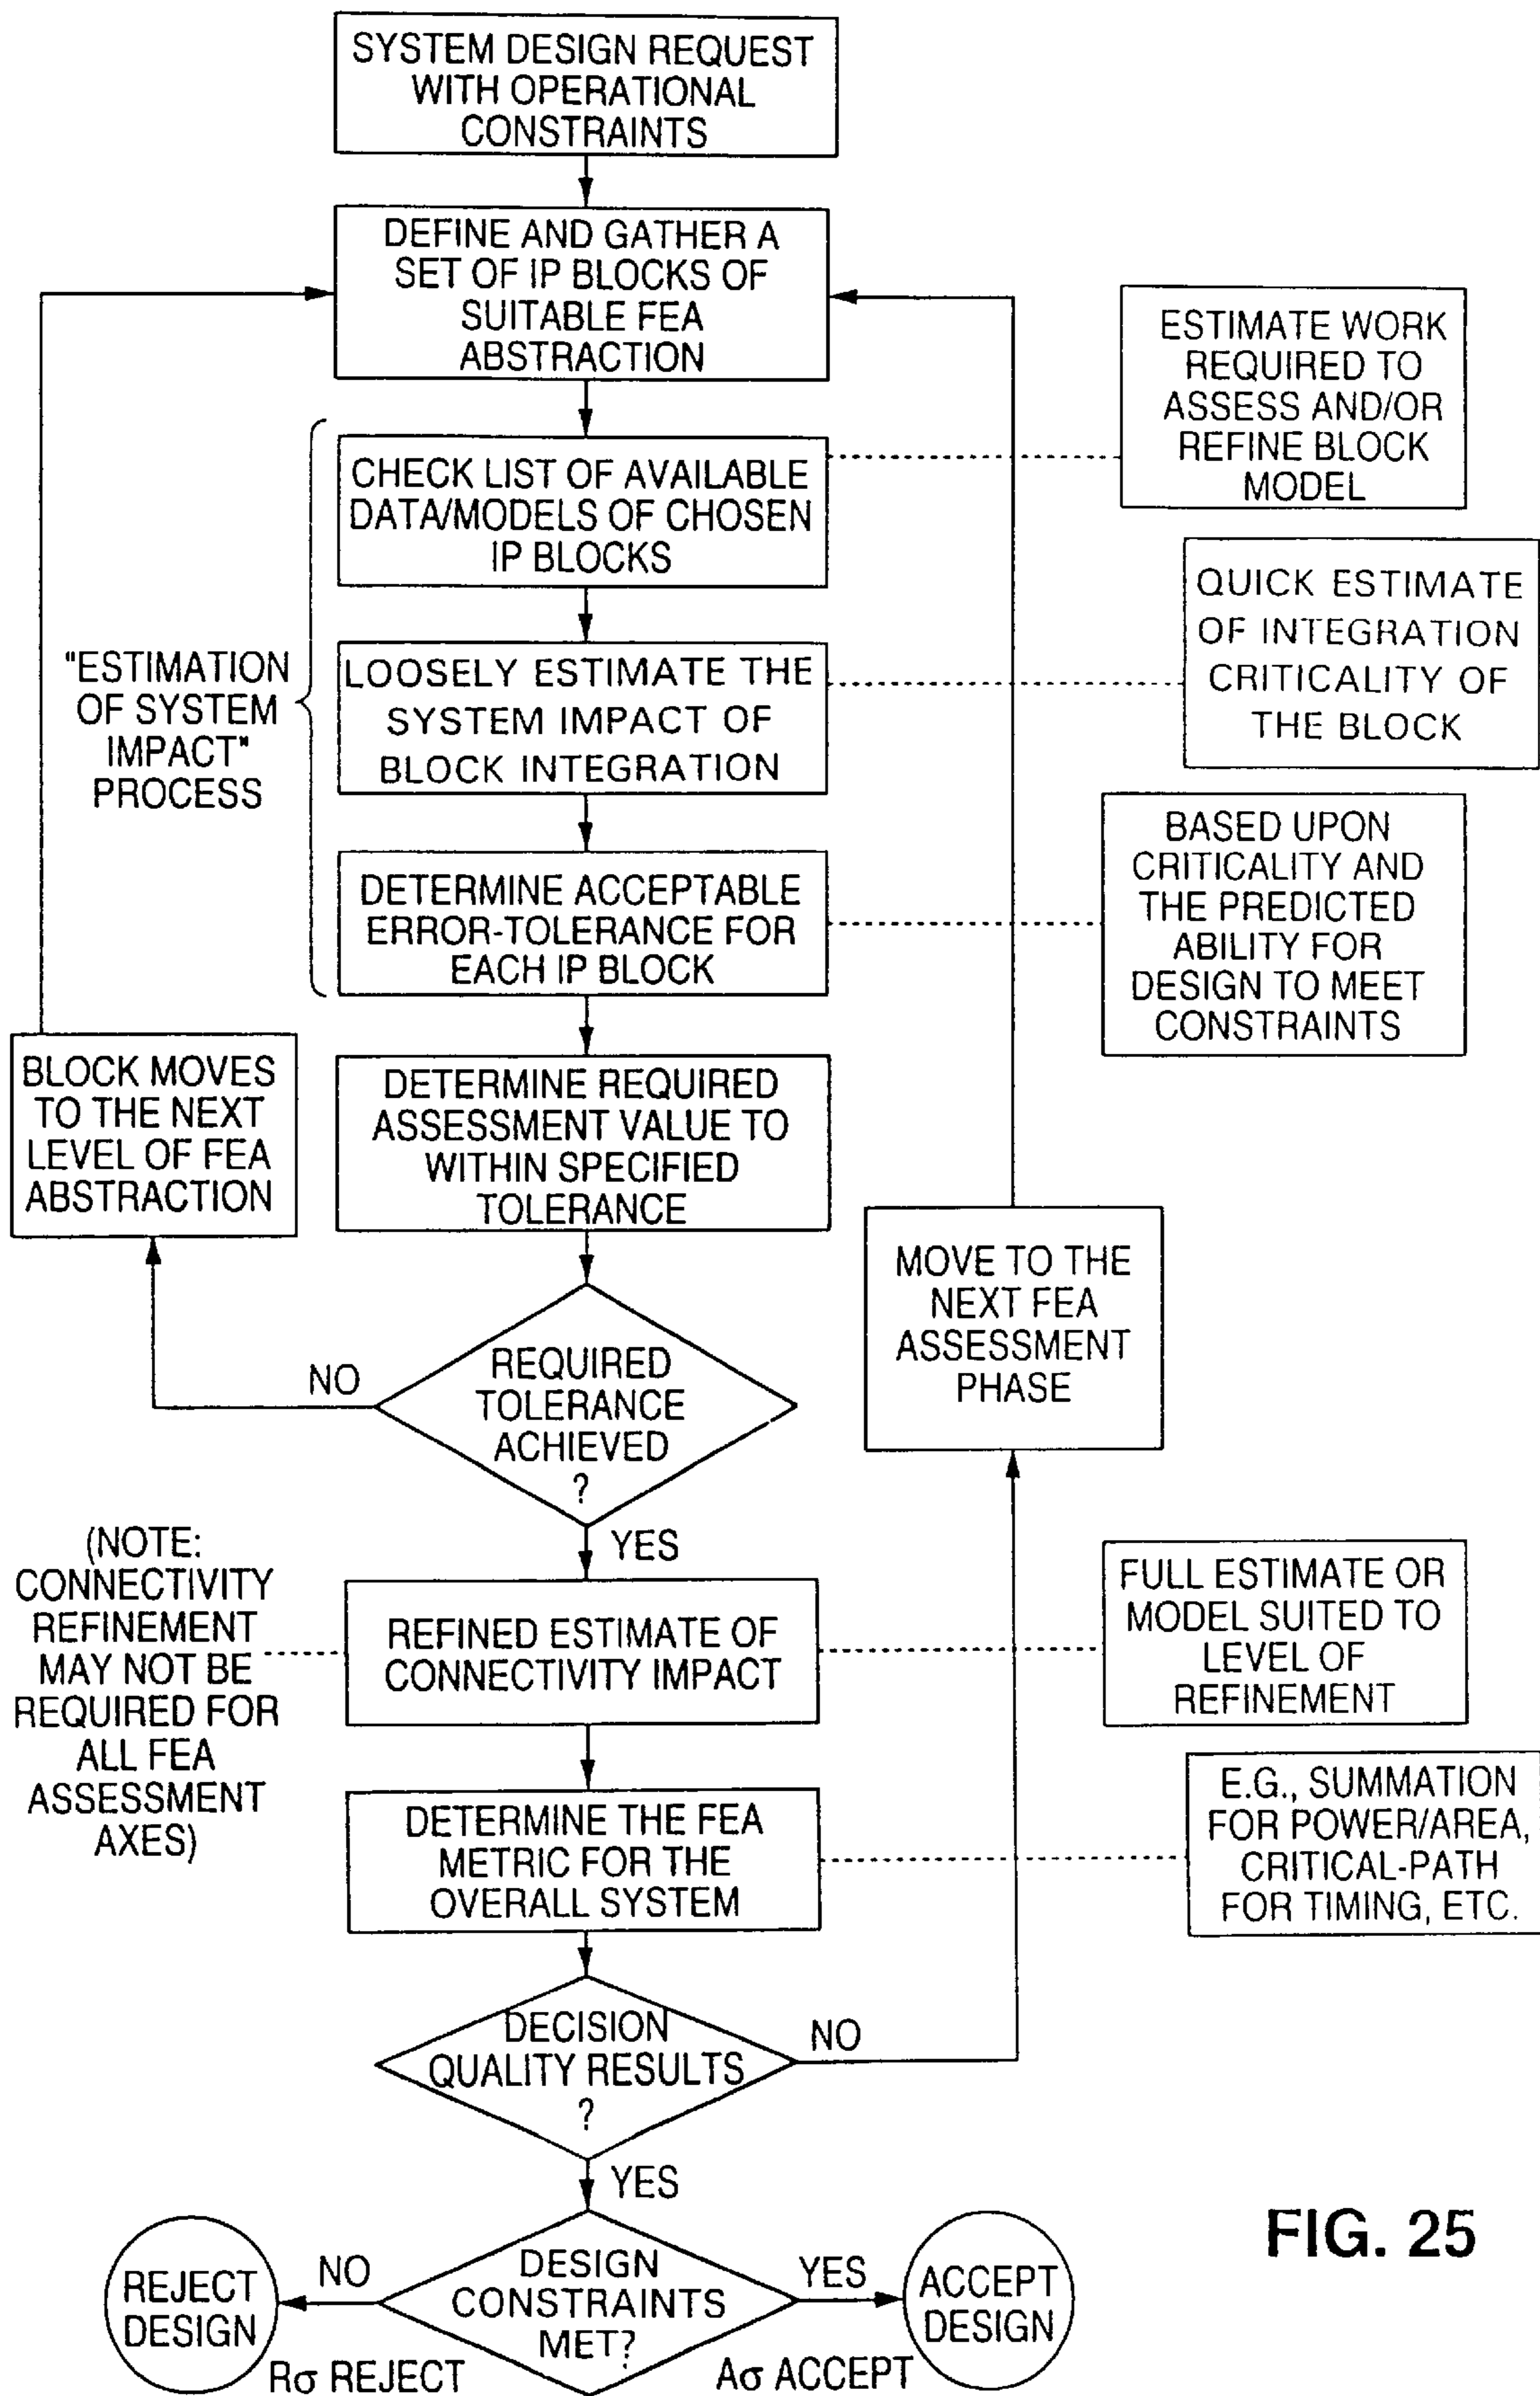 SYSTEM DESIGN REQUEST
WITH OPERATIONAL
CONSTRAINTS
DEFINE AND GATHER A
SET OF IP BLOCKS OF
SUITABLE FEA
ABSTRACTION
ESTIMATE WORK
REQUIRED TO
ASSESS AND/OR
REFINE BLOCK
MODEL
CHECK LIST OF AVAILABLE
DATA/MODELS OF CHOSEN
IP BLOCKS
QUICK ESTIMATE
OF INTEGRATION
CRITICALITY OF
THE BLOCK
"ESTIMATION
OF SYSTEM
IMPACT"
PROCESS
LOOSELY ESTIMATE THE
SYSTEM IMPACT OF
BLOCK INTEGRATION
BASED UPON
CRITICALITY AND
THE PREDICTED
ABILITY FOR
DESIGN TO MEET
CONSTRAINTS
DETERMINE ACCEPTABLE
ERROR-TOLERANCE FOR
EACH IP BLOCK
BLOCK MOVES
TO THE NEXT
LEVEL OF FEA
ABSTRACTION
DETERMINE REQUIRED
ASSESSMENT VALUE TO
WITHIN SPECIFIED
TOLERANCE
MOVE TO THE
NEXT FEA
ASSESSMENT
PHASE
NO
REQUIRED
TOLERANCE
ACHIEVED
?
YES
(NOTE:
CONNECTIVITY
REFINEMENT
MAY NOT BE
REQUIRED FOR
ALL FEA
ASSESSMENT
AXES)
REFINED ESTIMATE OF
CONNECTIVITY IMPACT
FULL ESTIMATE OR
MODEL SUITED TO
LEVEL OF
REFINEMENT
DETERMINE THE FEA
METRIC FOR THE
OVERALL SYSTEM
E.G., SUMMATION
FOR POWER/AREA,
CRITICAL-PATH
FOR TIMING, ETC.
DECISION
QUALITY RESULTS
?
NO
YES
REJECT
DESIGN
NO
DESIGN
CONSTRAINTS
MET?
YES
ACCEPT
DESIGN
Rσ REJECT
Aσ ACCEPT
FIG. 25